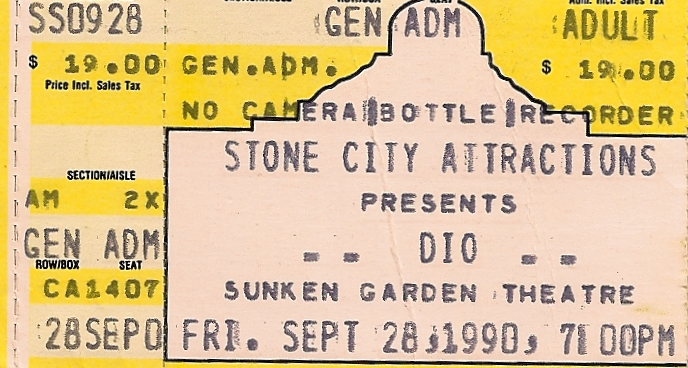 SS0928 GEN ADM ADULT
$ 19.00 GEN.ADM. $ 19.00
Price Incl. Sales Tax
NO CAMERA BOTTLE RECORDER
STONE CITY ATTRACTIONS
SECTION/AISLE
AM 2X PRESENTS
GEN ADM -- DIO --
ROW/BOX SEAT
CA1407 SUNKEN GARDEN THEATRE
28SEPO FRI. SEPT 28,1990, 7:00PM